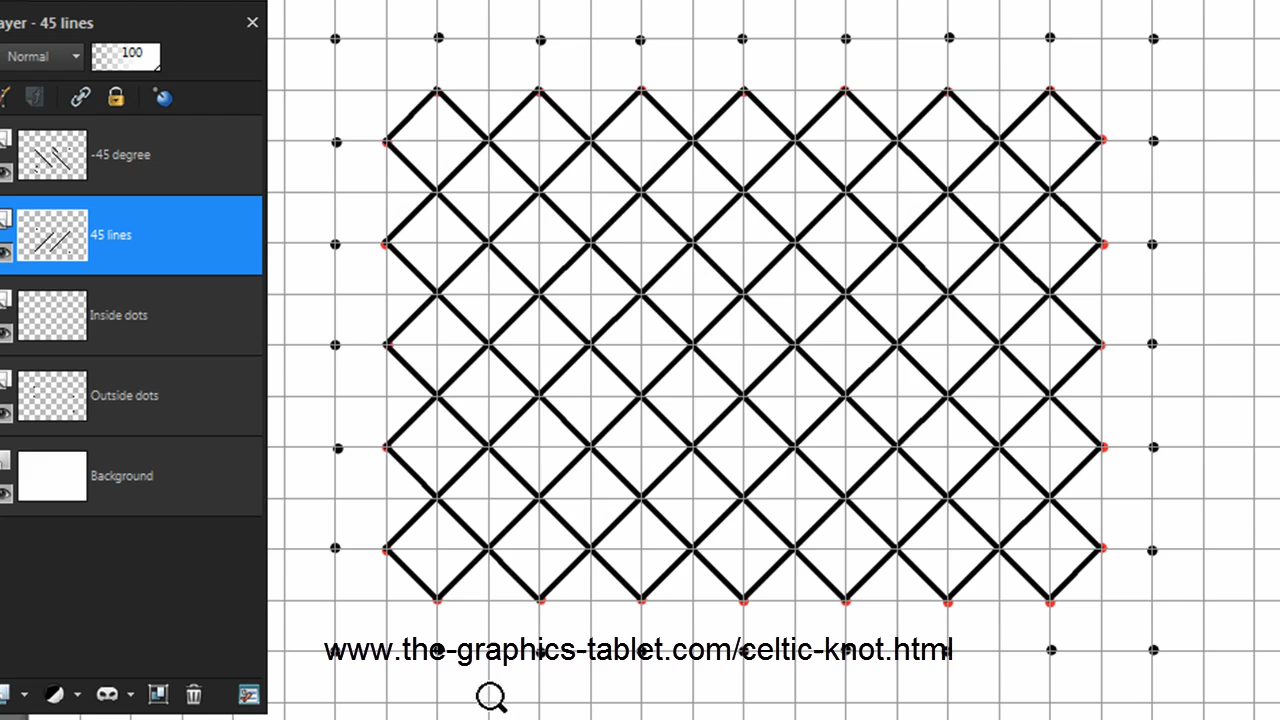 ayer - 45 lines
Normal
100
-45 degree
45 lines
Inside dots
Outside dots
Background
www.the-graphics-tablet.com/celtic-knot.html